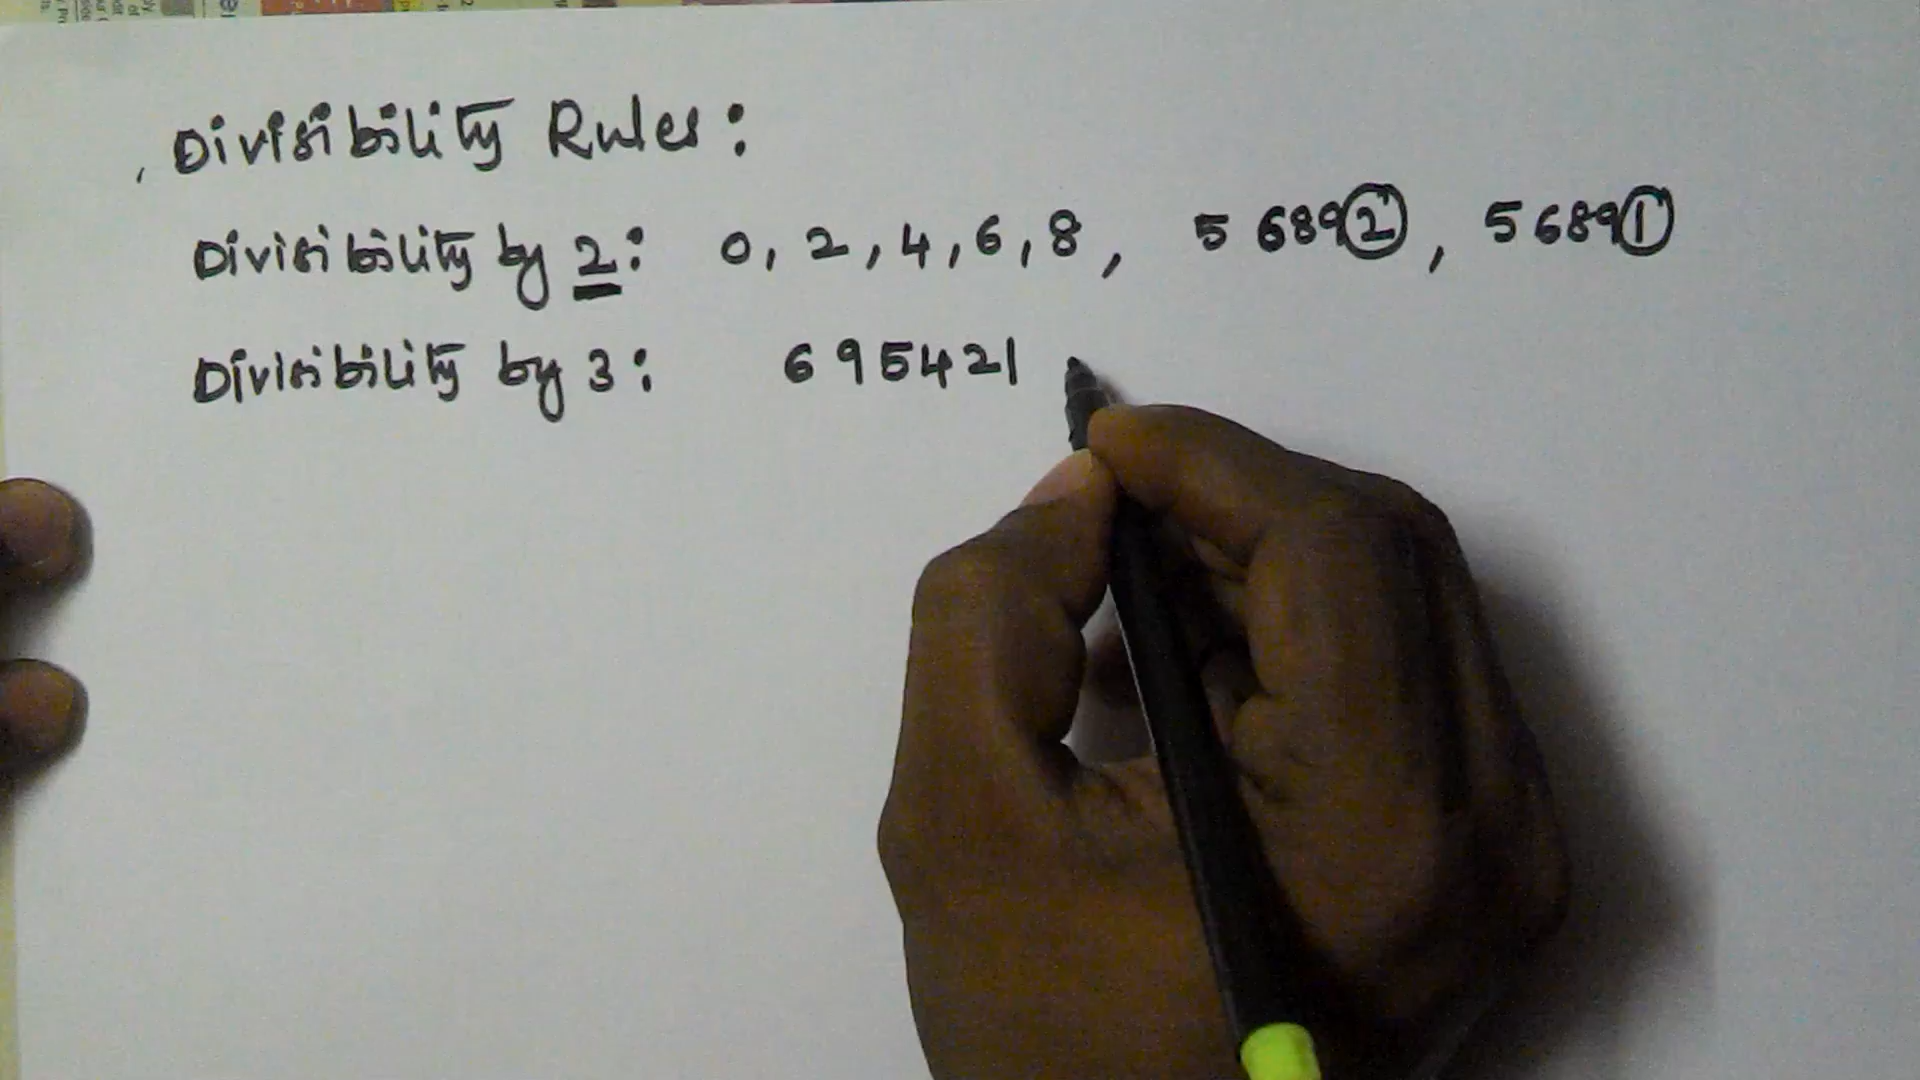 Divisibility Rules:
Divisibility by 2: 0, 2, 4, 6, 8, 56892, 56891
Divisibility by 3: 695421